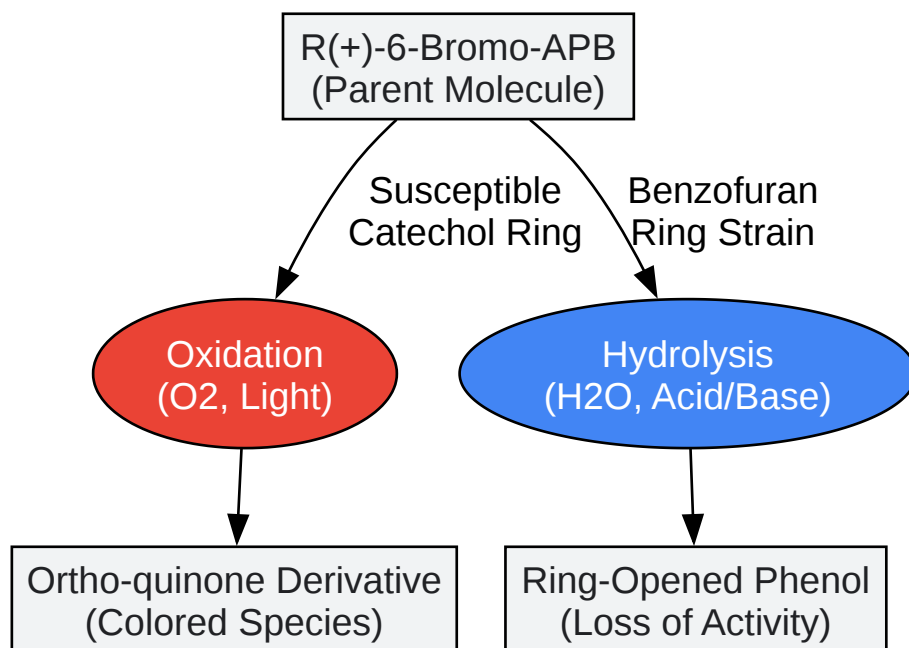 R(+)-6-Bromo-APB
(Parent Molecule)
Susceptible
Catechol Ring
Benzofuran
Ring Strain
Oxidation
(O2, Light)
Hydrolysis
(H2O, Acid/Base)
Ortho-quinone Derivative
(Colored Species)
Ring-Opened Phenol
(Loss of Activity)